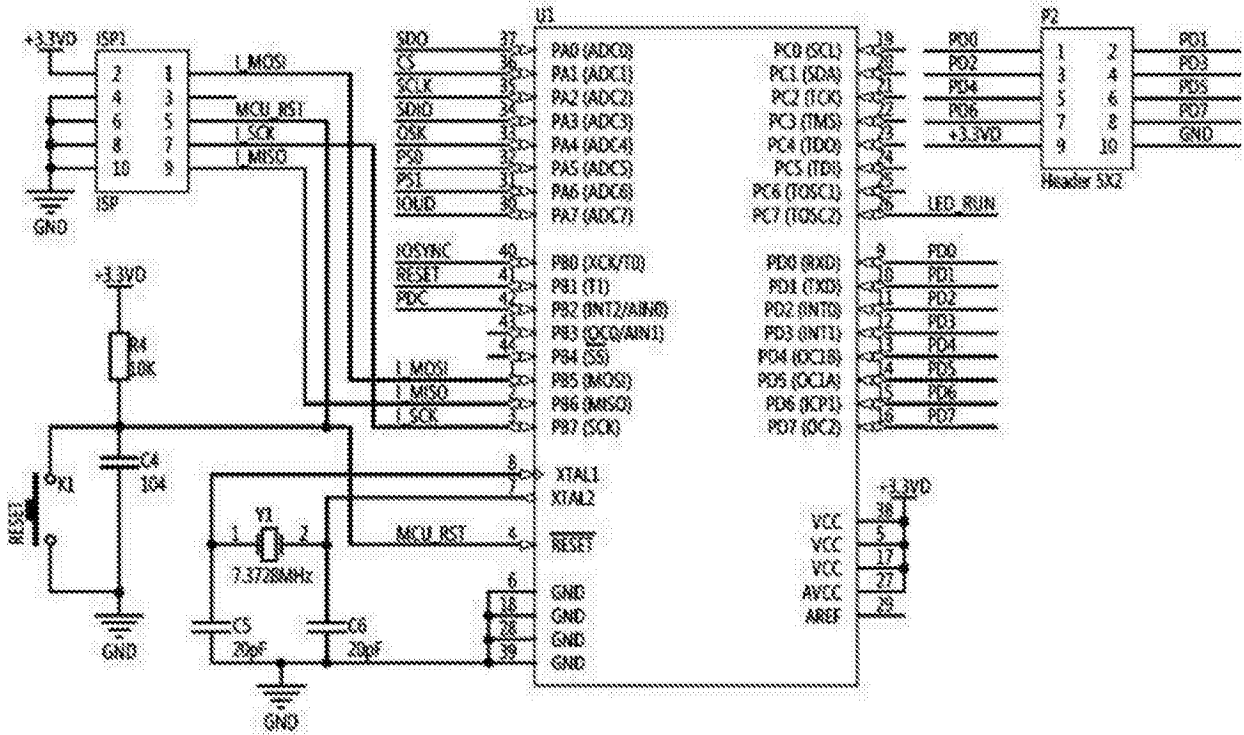 +3.3VD
ISP1
2 1
4 3
6 5
8 7
10 9
ISP
I_MOSI
MCU_RST
I_SCK
I_MISO
GND
+3.3VD
R4
10K
C4
104
K1
RESET
GND
Y1
1 2
7.3728MHz
C5
20pF
C6
20pF
GND
MCU_RST
U1
SDO 37 PA0 (ADC0)
CS 36 PA1 (ADC1)
SCLK 35 PA2 (ADC2)
SDIO PA3 (ADC3)
OSK 33 PA4 (ADC4)
PS0 32 PA5 (ADC5)
PS1 31 PA6 (ADC6)
IOUD 30 PA7 (ADC7)
IOSYNC 40 PB0 (XCK/T0)
RESET 41 PB1 (T1)
PDC 42 PB2 (INT2/AIN0)
43 PB3 (OC0/AIN1)
44 PB4 (SS)
I_MOSI 1 PB5 (MOSI)
I_MISO 2 PB6 (MISO)
I_SCK 3 PB7 (SCK)
8 XTAL1
7 XTAL2
4 RESET
6 GND
18 GND
28 GND
39 GND
PC0 (SCL) 19
PC1 (SDA) 20
PC2 (TCK) 21
PC3 (TMS) 22
PC4 (TDO) 23
PC5 (TDI) 24
PC6 (TOSC1) 25
PC7 (TOSC2) 26 LED_RUN
PD0 (RXD) 9 PD0
PD1 (TXD) 10 PD1
PD2 (INT0) 11 PD2
PD3 (INT1) 12 PD3
PD4 (OC1B) 13 PD4
PD5 (OC1A) 14 PD5
PD6 (ICP1) 15 PD6
PD7 (OC2) 16 PD7
+3.3VD
VCC 38
VCC 5
VCC 17
AVCC 27
AREF 29
P2
PD0 1 2 PD1
PD2 3 4 PD3
PD4 5 6 PD5
PD6 7 8 PD7
+3.3VD 9 10 GND
Header 5X2